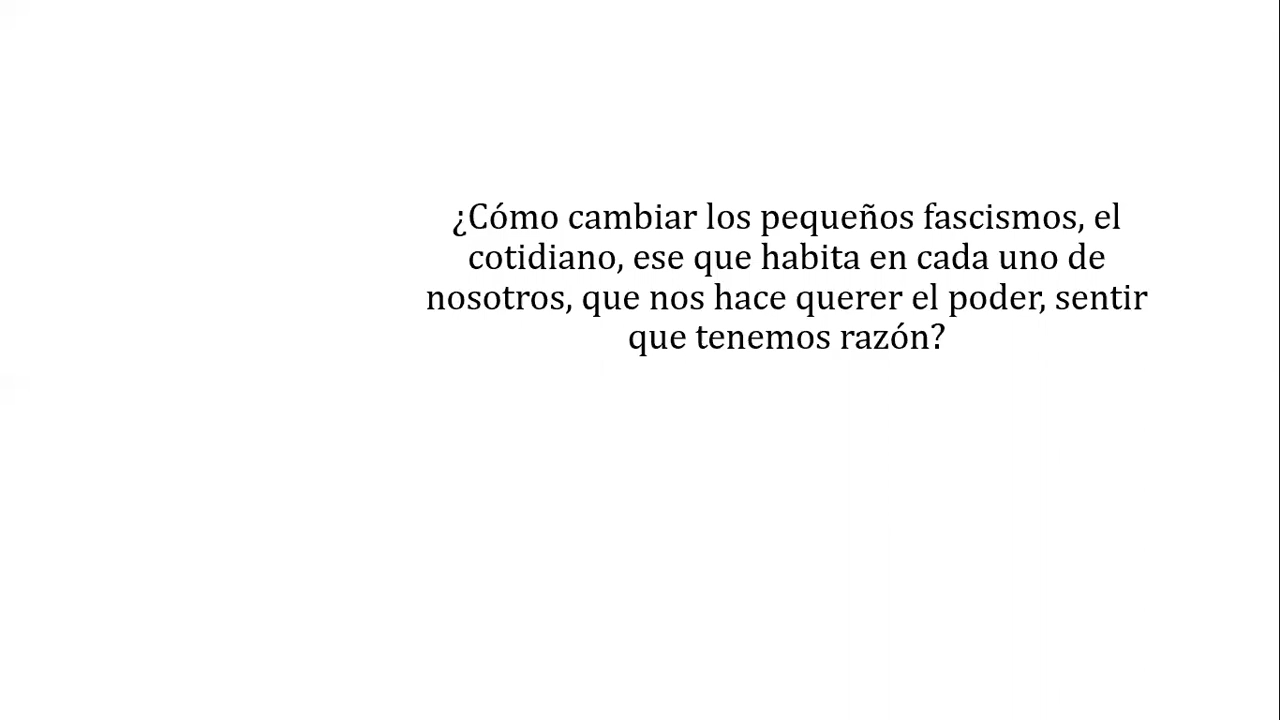 ¿Cómo cambiar los pequeños fascismos, el
cotidiano, ese que habita en cada uno de
nosotros, que nos hace querer el poder, sentir
que tenemos razón?